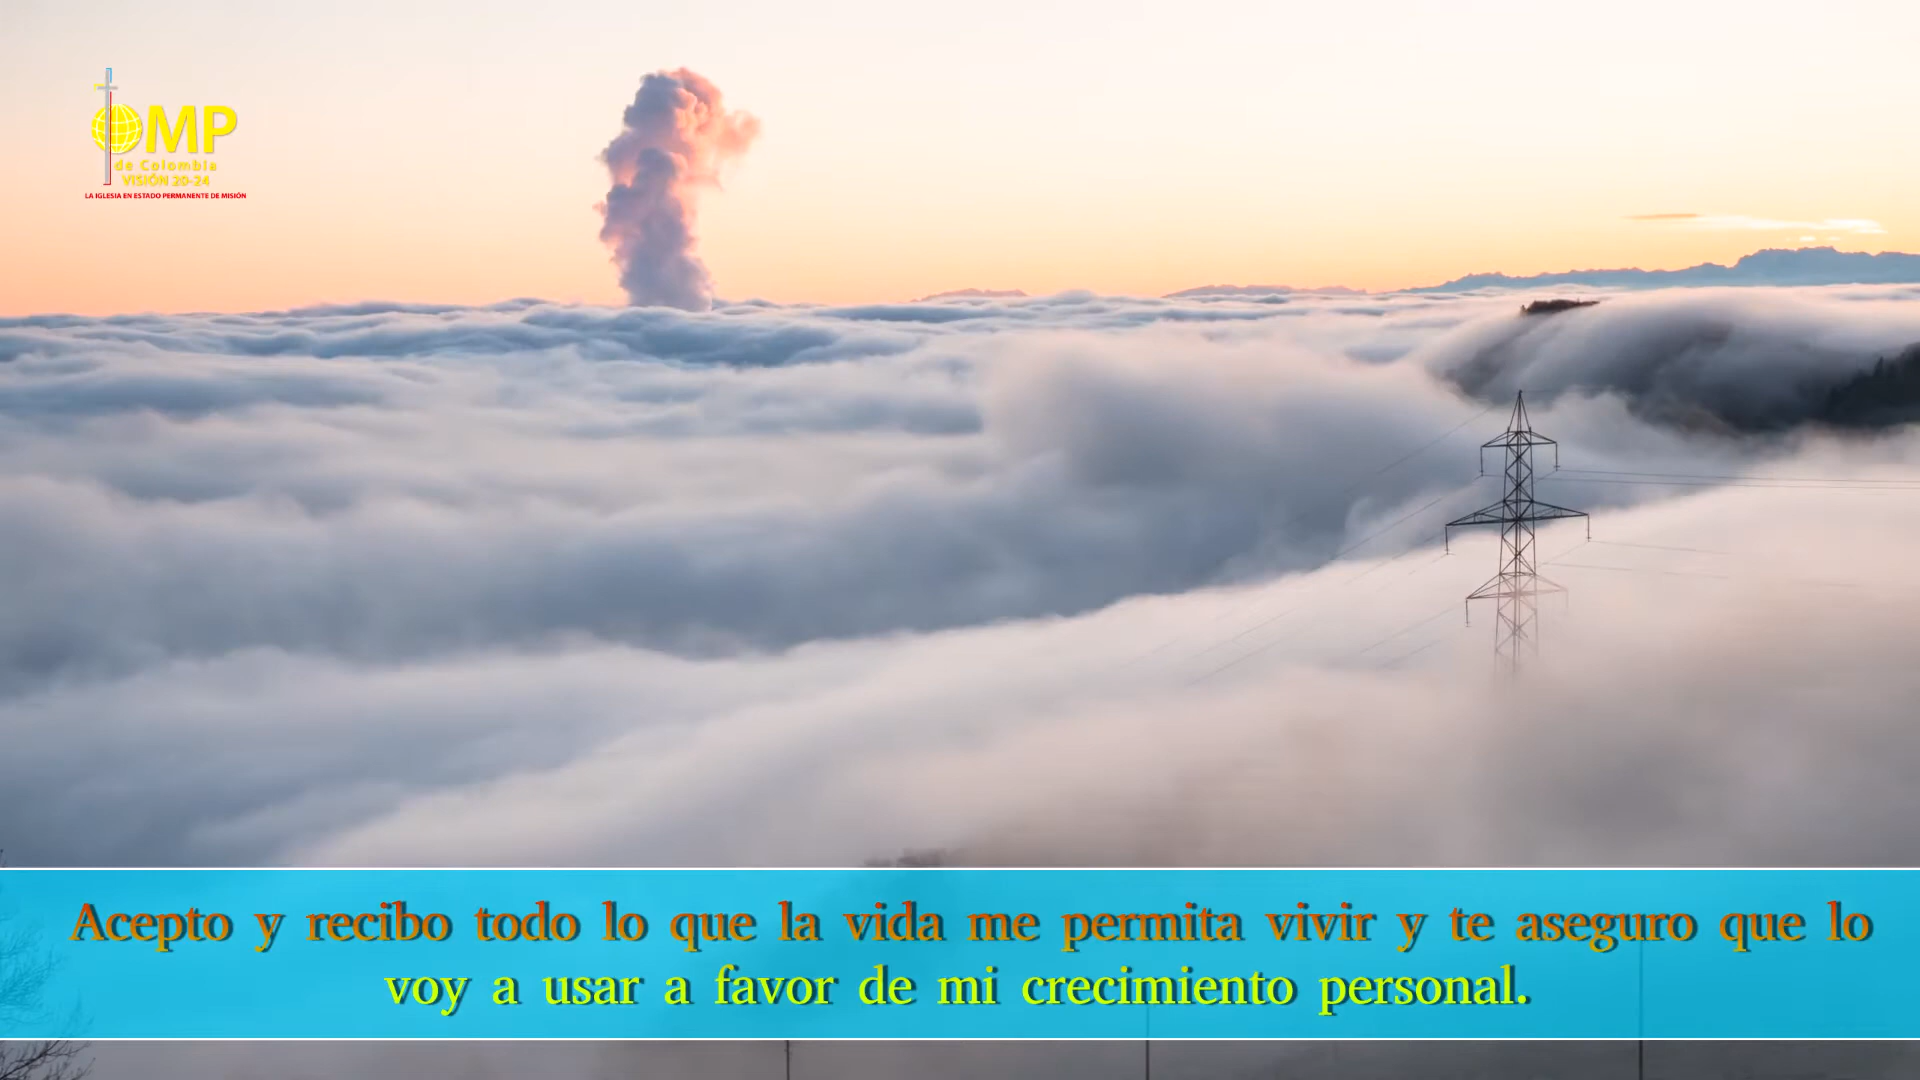 MP
de Colombia
VISIÓN 20-24
LA IGLESIA EN ESTADO PERMANENTE DE MISIÓN
Acepto y recibo todo lo que la vida me permita vivir y te aseguro que lo
voy a usar a favor de mi crecimiento personal.